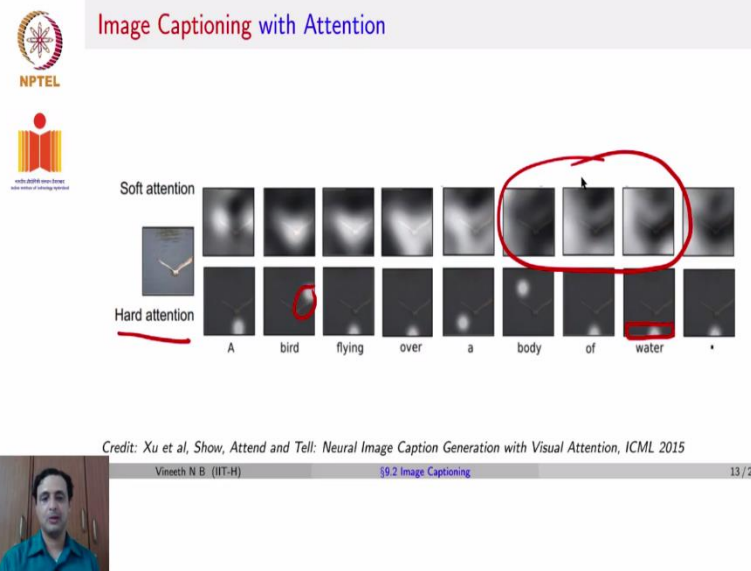 Image Captioning with Attention
NPTEL
Soft attention
Hard attention
A bird flying over a body of water .
Credit: Xu et al, Show, Attend and Tell: Neural Image Caption Generation with Visual Attention, ICML 2015
Vineeth N B (IIT-H) §9.2 Image Captioning 13/2